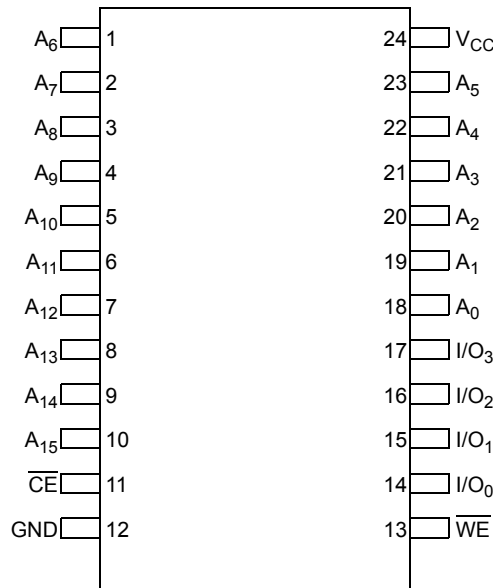 A6 1 24 VCC
A7 2 23 A5
A8 3 22 A4
A9 4 21 A3
A10 5 20 A2
A11 6 19 A1
A12 7 18 A0
A13 8 17 I/O3
A14 9 16 I/O2
A15 10 15 I/O1
C̅E̅ 11 14 I/O0
GND 12 13 W̅E̅